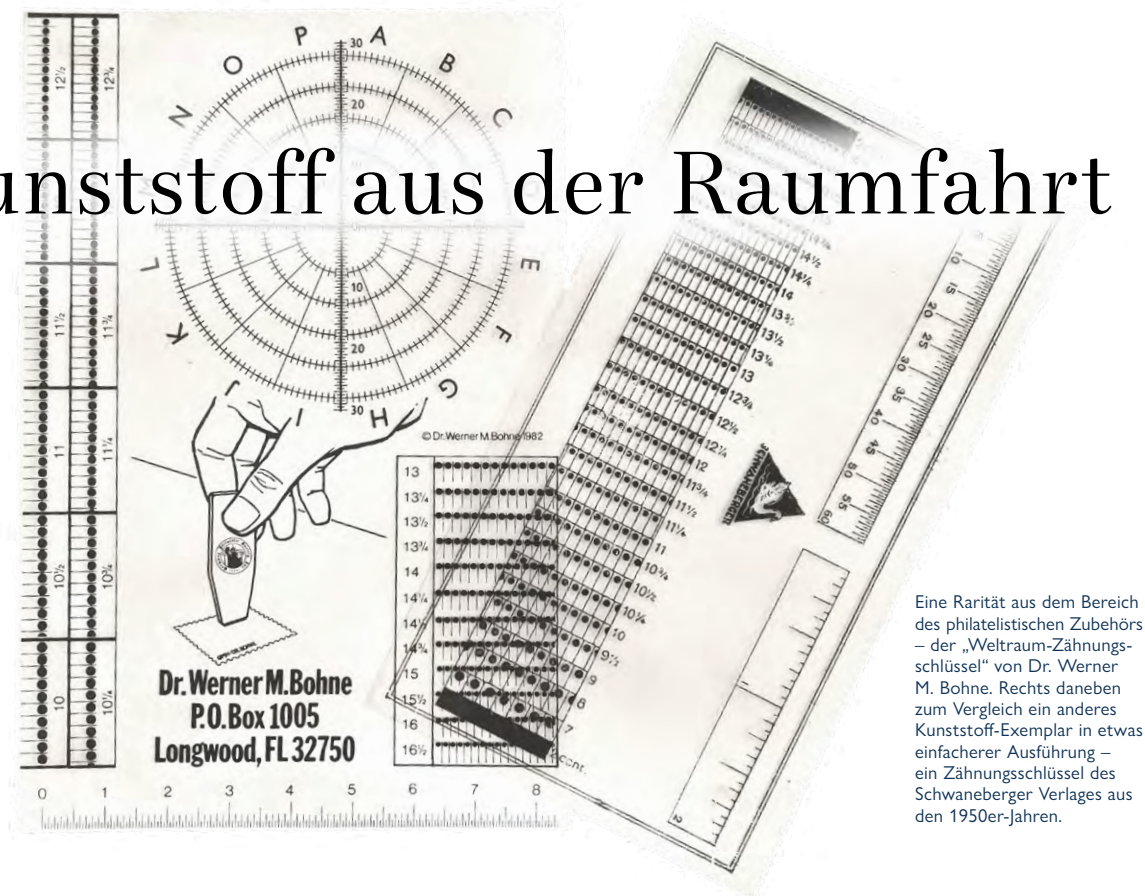 unststoff aus der Raumfahrt
12½ 12¾
11½ 11¾
11 11¼
10½ 10¾
10 10¼
P A
O B
N C
L E
K F
J G
I H
30
20
10
20
30
© Dr. Werner M. Bohne 1982
13
13¼
13½
13¾
14
14¼
14½
14¾
15
15½
16
16½
Dr. Werner M. Bohne
P.O. Box 1005
Longwood, FL 32750
0 1 2 3 4 5 6 7 8
14½
14¼
14
13¾
13½
13¼
13
12¾
12½
12¼
12
11¾
11½
11¼
11
10¾
10½
10¼
10
9½
9
8
7
SCHWANEBERGER
10
15
20
25
30
35
40
45
50
55
60
2
Eine Rarität aus dem Bereich
des philatelistischen Zubehörs
– der „Weltraum-Zähnungs-
schlüssel“ von Dr. Werner
M. Bohne. Rechts daneben
zum Vergleich ein anderes
Kunststoff-Exemplar in etwas
einfacherer Ausführung –
ein Zähnungsschlüssel des
Schwaneberger Verlages aus
den 1950er-Jahren.